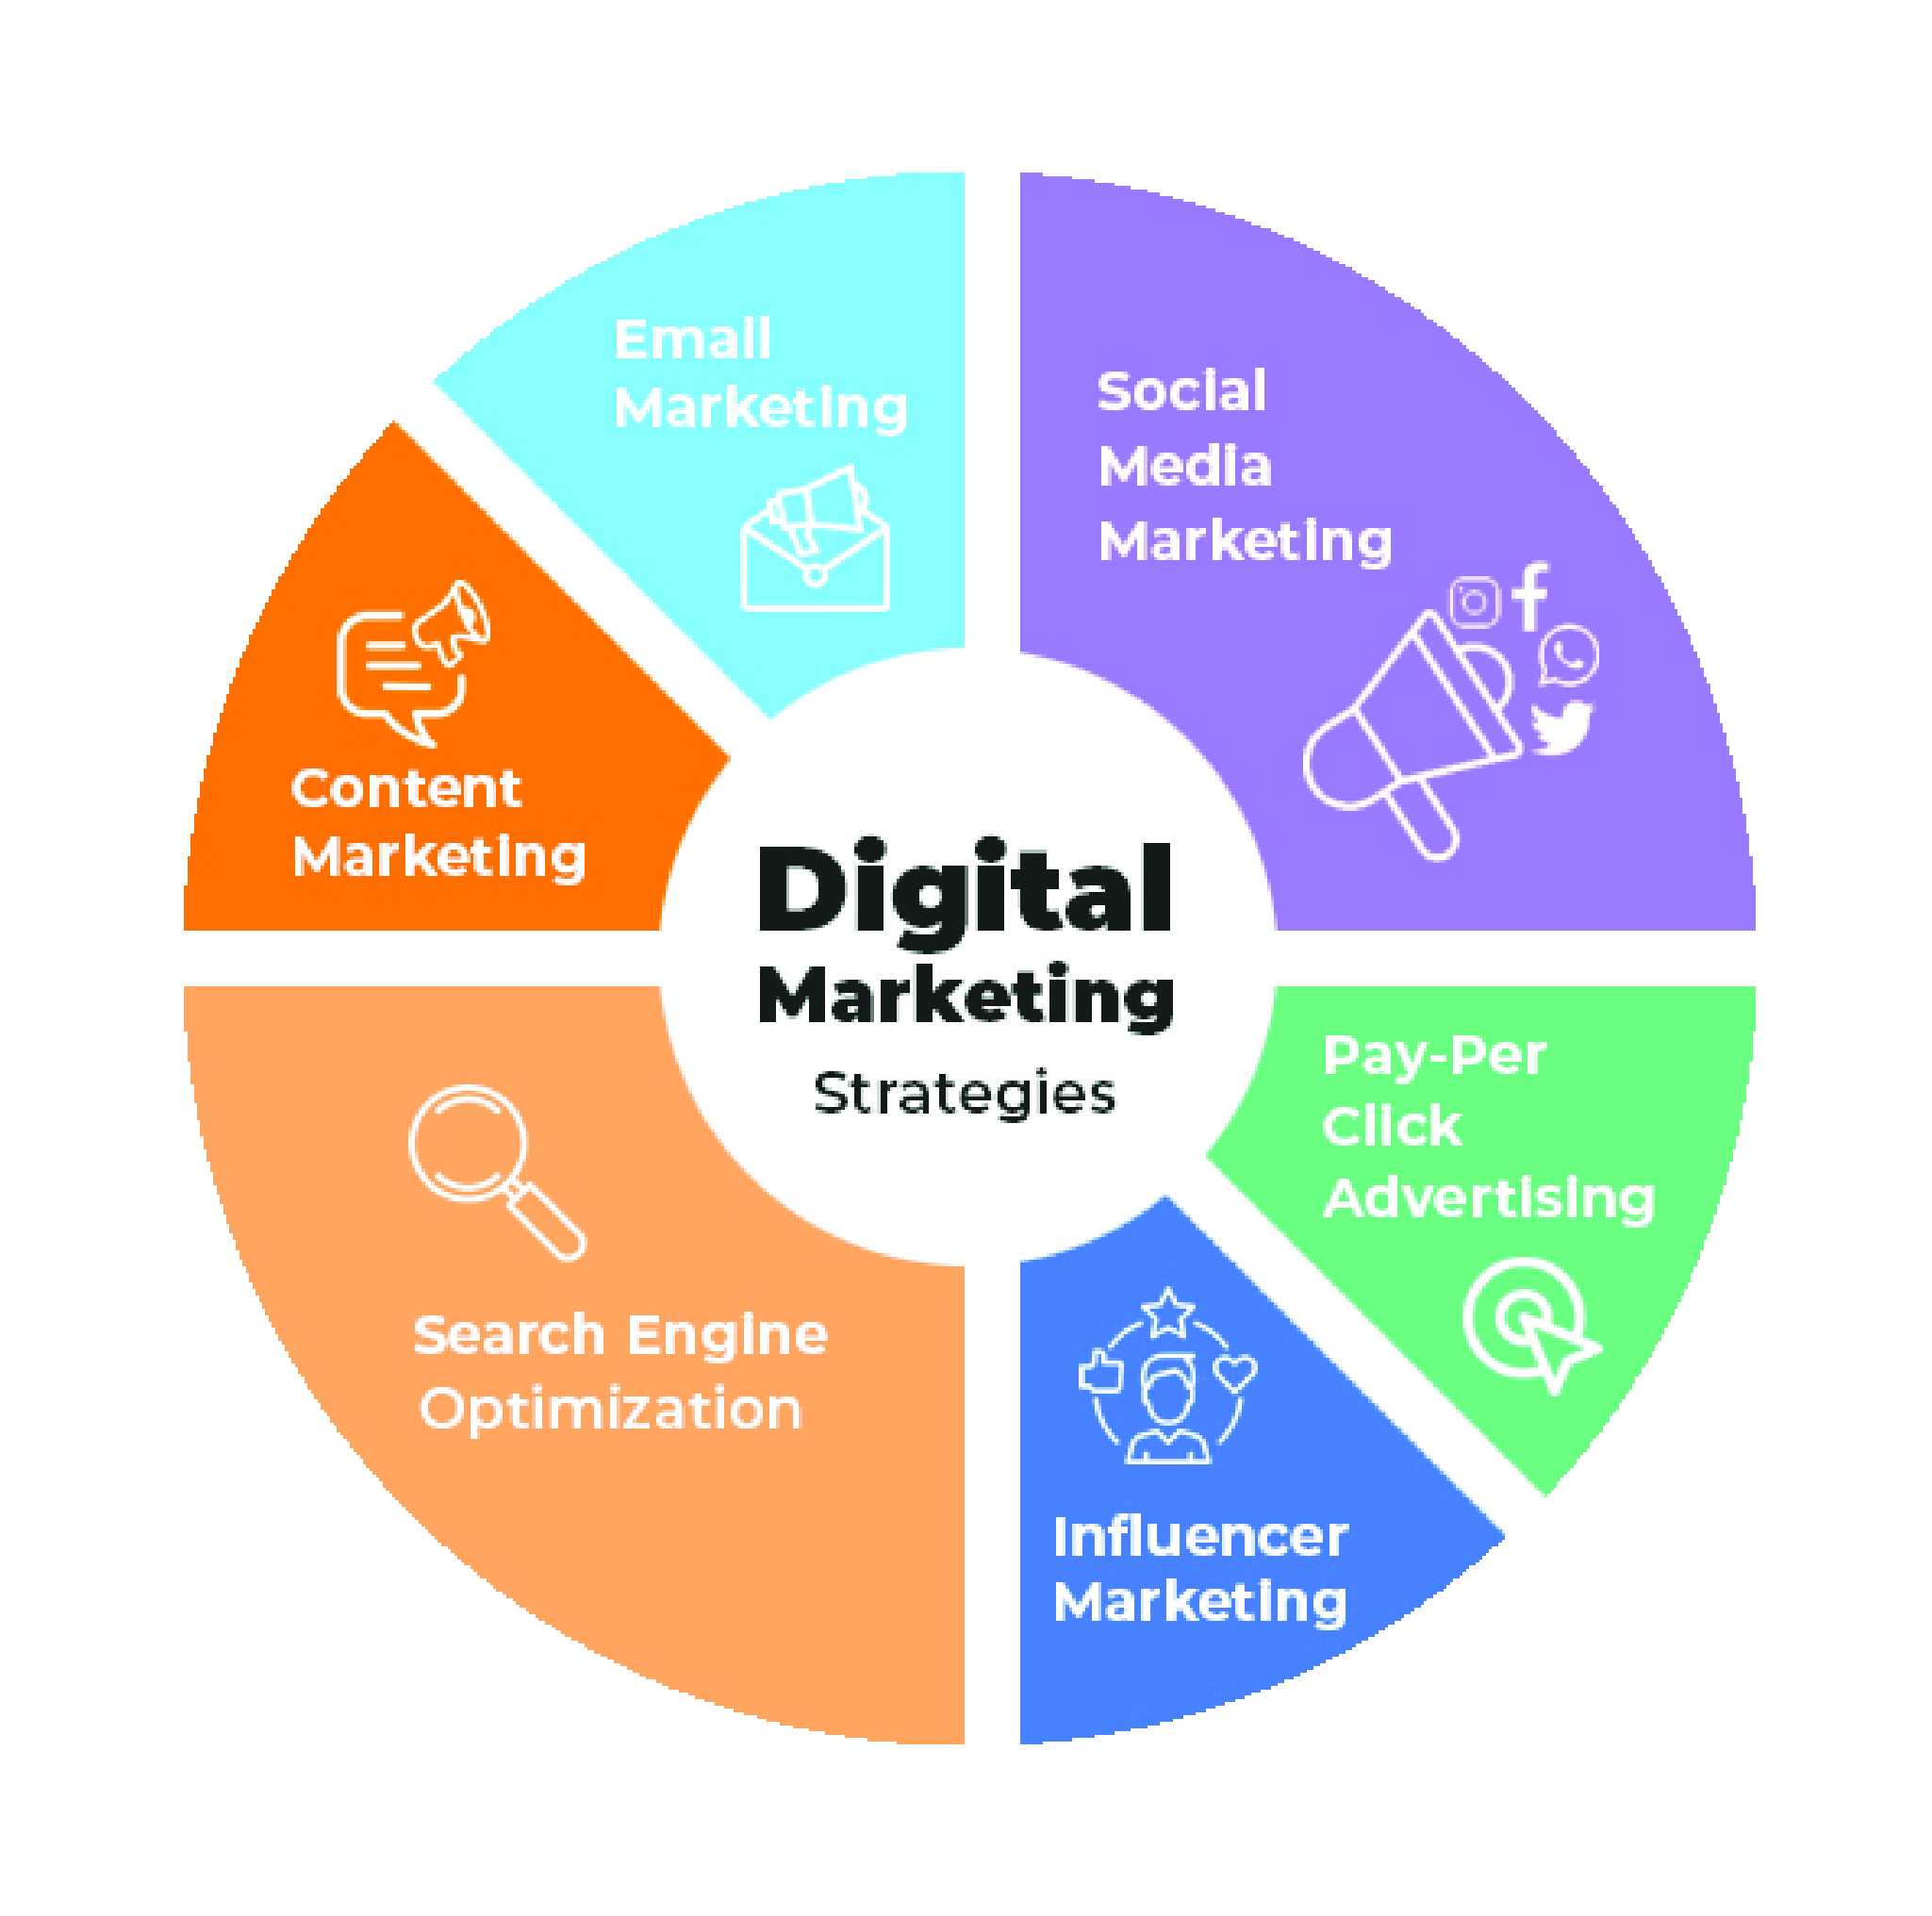 Email
Marketing
Social
Media
Marketing
Content
Marketing
Digital
Marketing
Strategies
Pay-Per
Click
Advertising
Search Engine
Optimization
Influencer
Marketing